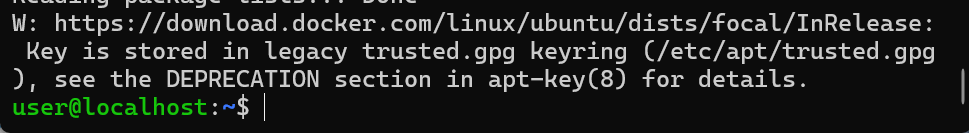 Reading package lists... Done
W: https://download.docker.com/linux/ubuntu/dists/focal/InRelease:
 Key is stored in legacy trusted.gpg keyring (/etc/apt/trusted.gpg
), see the DEPRECATION section in apt-key(8) for details.
user@localhost:~$